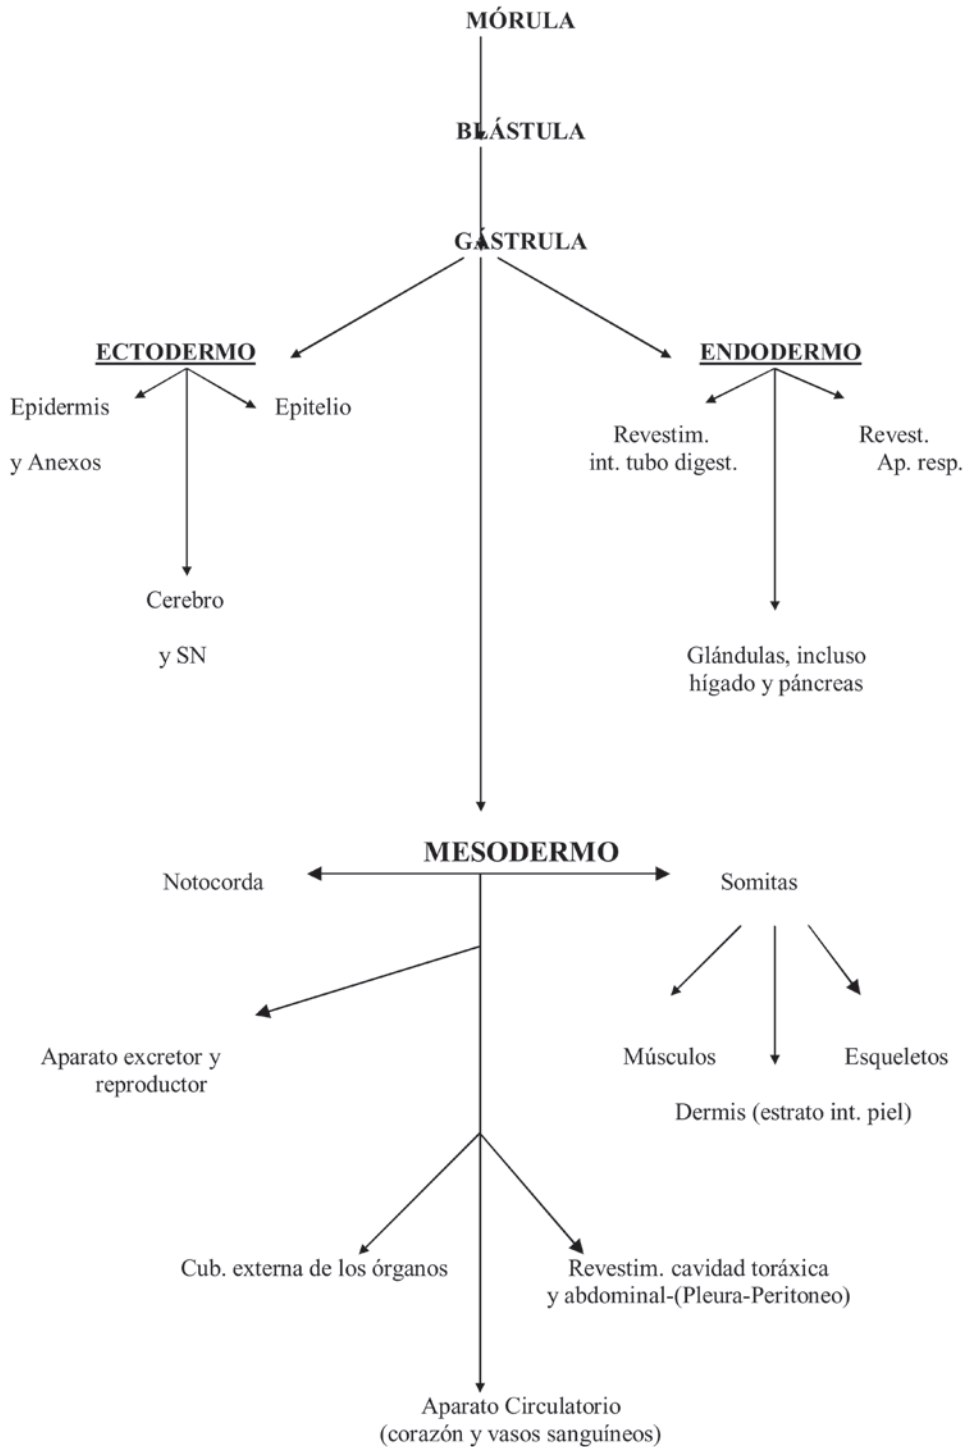 MÓRULA
BLÁSTULA
GÁSTRULA
ECTODERMO
ENDODERMO
Epidermis
y Anexos
Epitelio
Cerebro
y SN
Revestim.
int. tubo digest.
Revest.
Ap. resp.
Glándulas, incluso
hígado y páncreas
MESODERMO
Notocorda
Somitas
Aparato excretor y
reproductor
Músculos
Esqueletos
Dermis (estrato int. piel)
Cub. externa de los órganos
Revestim. cavidad toráxica
y abdominal-(Pleura-Peritoneo)
Aparato Circulatorio
(corazón y vasos sanguíneos)